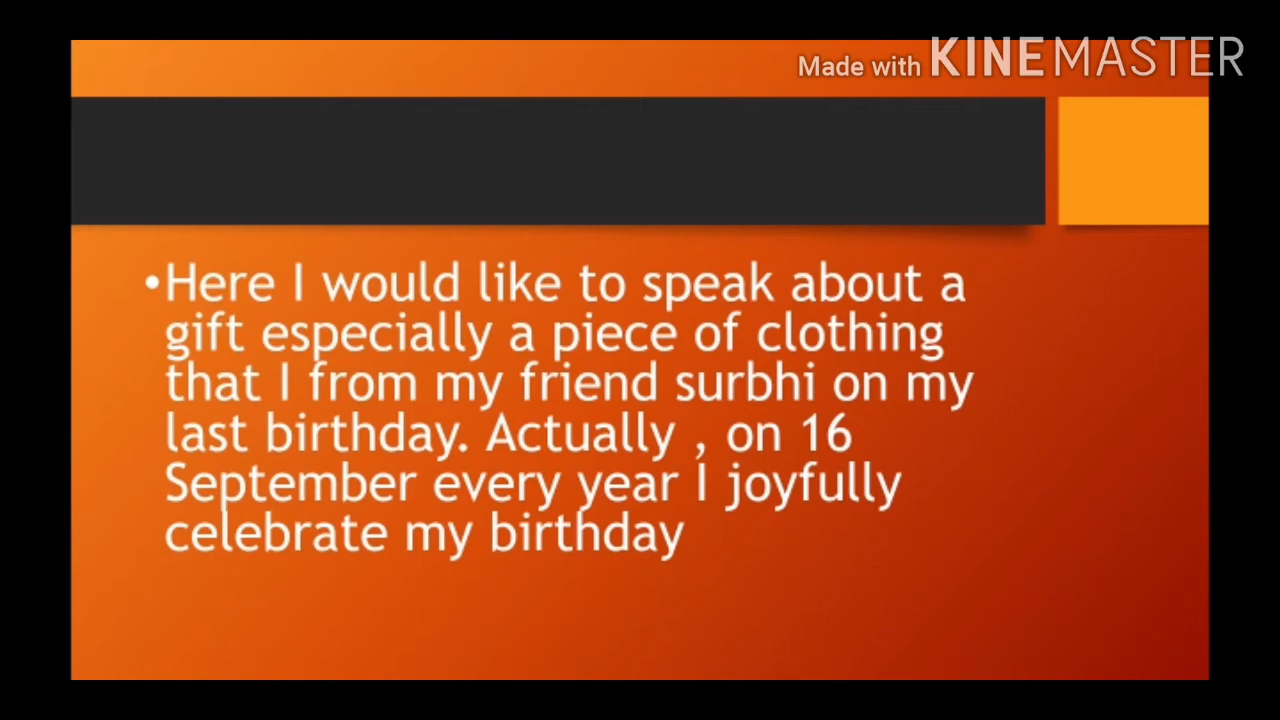 Made with KINEMASTER
•Here I would like to speak about a
gift especially a piece of clothing
that I from my friend surbhi on my
last birthday. Actually , on 16
September every year I joyfully
celebrate my birthday